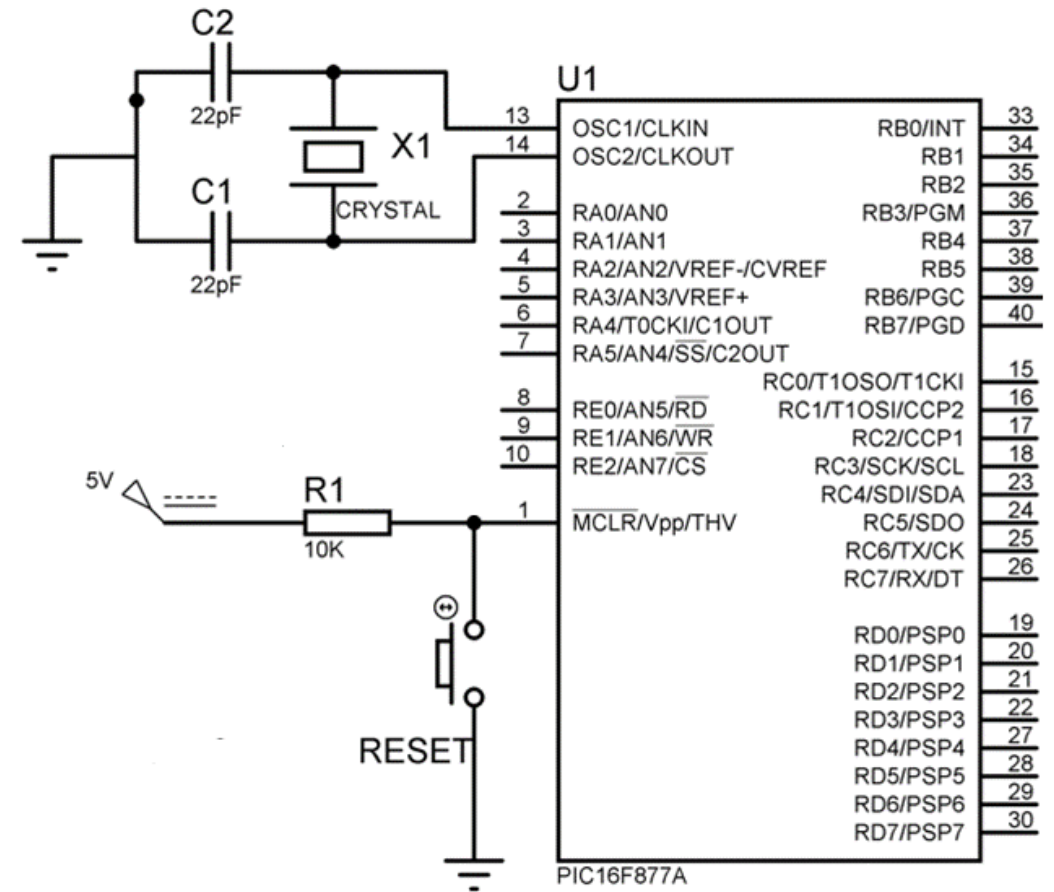 C2
22pF
X1
CRYSTAL
C1
22pF
5V
R1
10K
RESET
U1
13 OSC1/CLKIN
14 OSC2/CLKOUT
2 RA0/AN0
3 RA1/AN1
4 RA2/AN2/VREF-/CVREF
5 RA3/AN3/VREF+
6 RA4/T0CKI/C1OUT
7 RA5/AN4/SS/C2OUT
8 RE0/AN5/RD
9 RE1/AN6/WR
10 RE2/AN7/CS
1 MCLR/Vpp/THV
RB0/INT 33
RB1 34
RB2 35
RB3/PGM 36
RB4 37
RB5 38
RB6/PGC 39
RB7/PGD 40
RC0/T1OSO/T1CKI 15
RC1/T1OSI/CCP2 16
RC2/CCP1 17
RC3/SCK/SCL 18
RC4/SDI/SDA 23
RC5/SDO 24
RC6/TX/CK 25
RC7/RX/DT 26
RD0/PSP0 19
RD1/PSP1 20
RD2/PSP2 21
RD3/PSP3 22
RD4/PSP4 27
RD5/PSP5 28
RD6/PSP6 29
RD7/PSP7 30
PIC16F877A